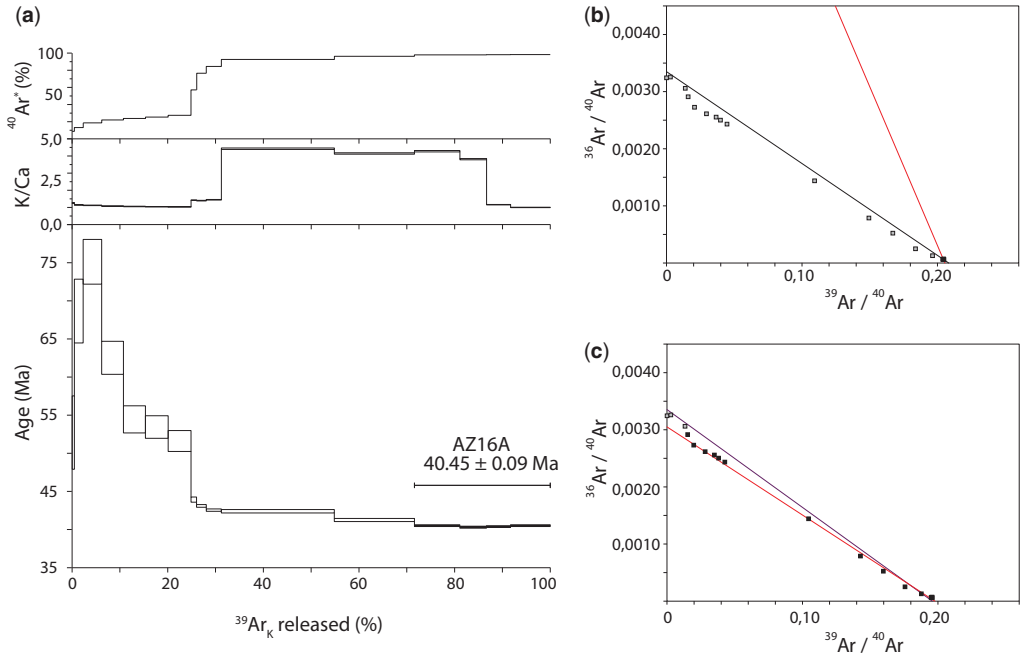 (a)
40Ar* (%)
100
50
5,0
K/Ca
2,5
0,0
Age (Ma)
75
65
55
45
35
AZ16A
40.45 ± 0.09 Ma
0
20
40
60
80
100
39ArK released (%)
(b)
36Ar / 40Ar
0,0040
0,0030
0,0020
0,0010
0
0,10
0,20
39Ar / 40Ar
(c)
36Ar / 40Ar
0,0040
0,0030
0,0020
0,0010
0
0,10
0,20
39Ar / 40Ar